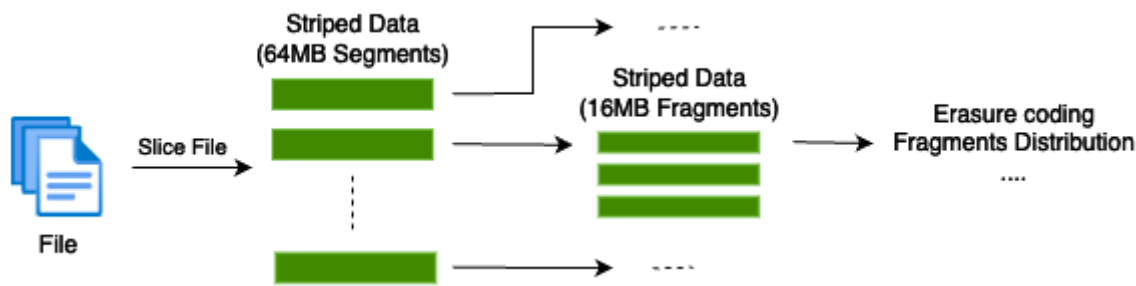 Striped Data
(64MB Segments)
Striped Data
(16MB Fragments)
Slice File
File
Erasure coding
Fragments Distribution
....